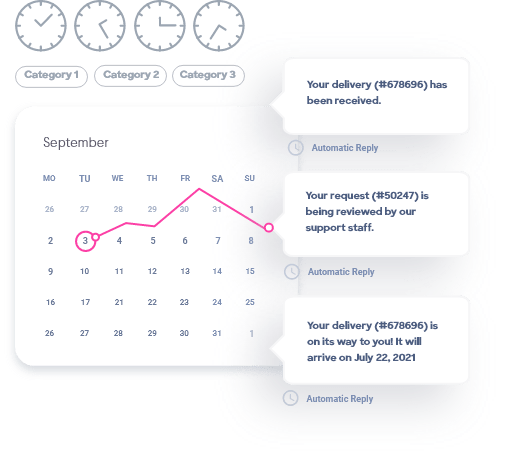 Category 1 Category 2 Category 3
Your delivery (#678696) has
been received.
Automatic Reply
September
MO TU WE TH FR SA SU
26 27 28 29 30 31 1
2 3 4 5 6 7 8
9 10 11 12 13 14 15
16 17 21 22 23 24 25
26 27 28 29 30 31 1
Your request (#50247) is
being reviewed by our
support staff.
Automatic Reply
Your delivery (#678696) is
on its way to you! It will
arrive on July 22, 2021
Automatic Reply